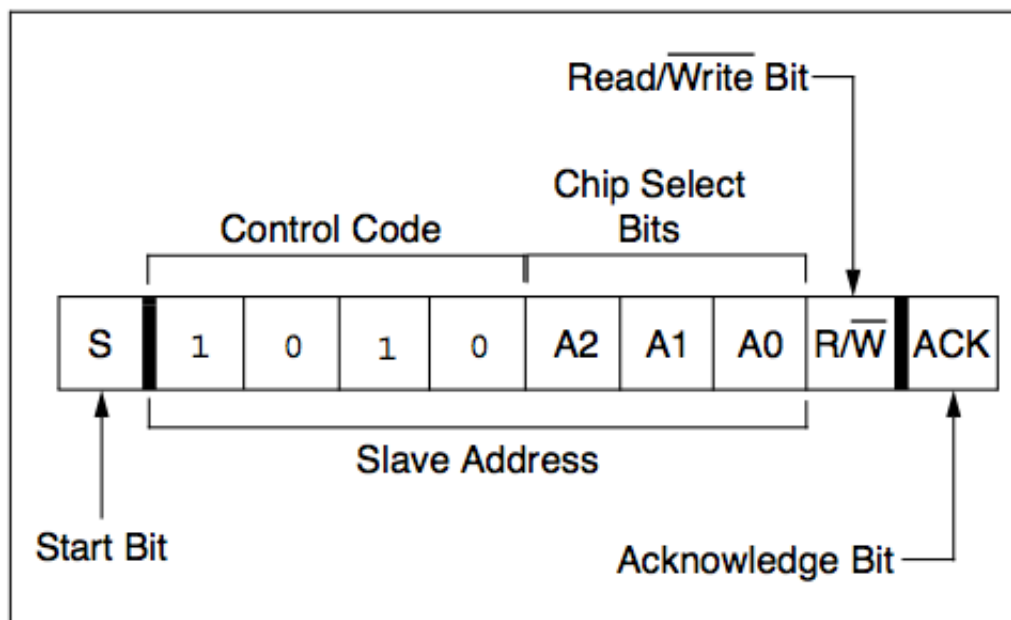 Read/Write Bit
Chip Select
Bits
Control Code
S 1 0 1 0 A2 A1 A0 R/W ACK
Slave Address
Start Bit
Acknowledge Bit